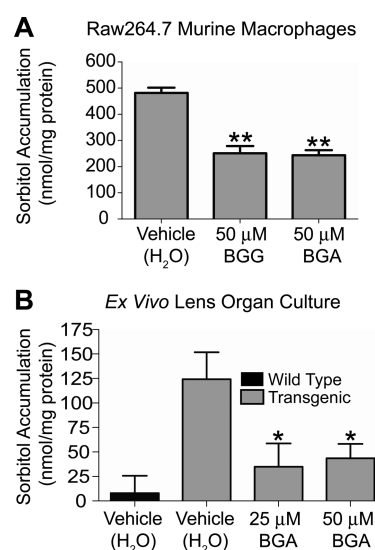 A Raw264.7 Murine Macrophages
Sorbitol Accumulation
(nmol/mg protein)
600
500
400
300
200
100
0
** **
Vehicle 50 µM 50 µM
(H2O) BGG BGA
B Ex Vivo Lens Organ Culture
Sorbitol Accumulation
(nmol/mg protein)
175
150
125
100
75
50
25
0
Wild Type
Transgenic
* *
Vehicle Vehicle 25 µM 50 µM
(H2O) (H2O) BGA BGA